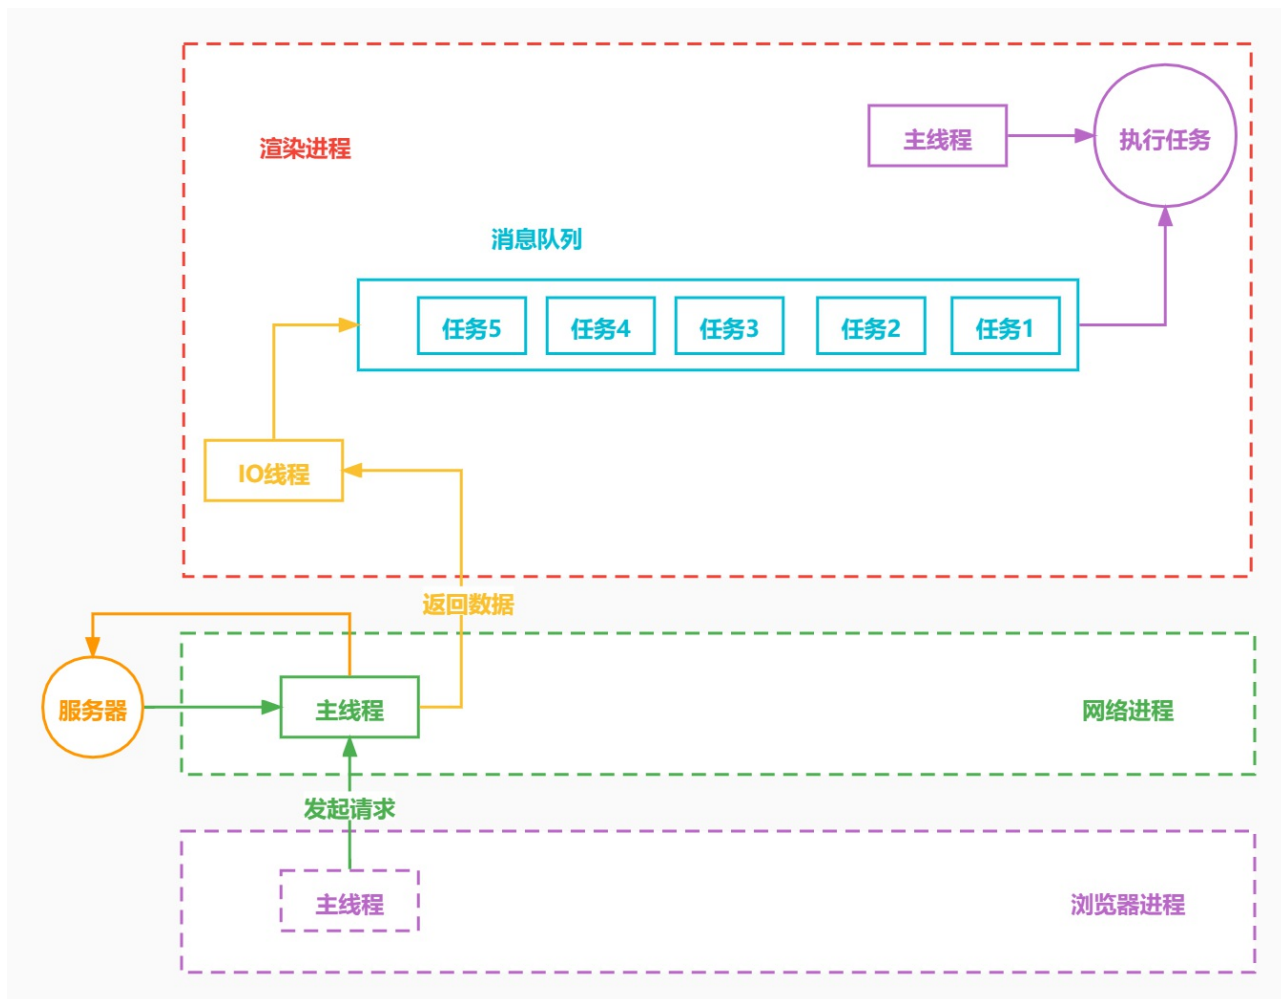 渲染进程
主线程
执行任务
消息队列
任务5
任务4
任务3
任务2
任务1
IO线程
返回数据
服务器
主线程
网络进程
发起请求
主线程
浏览器进程